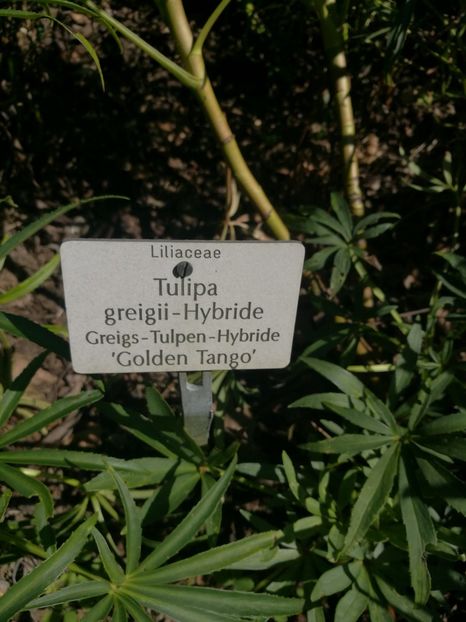 Liliaceae
Tulipa
greigii-Hybride
Greigs-Tulpen-Hybride
'Golden Tango'